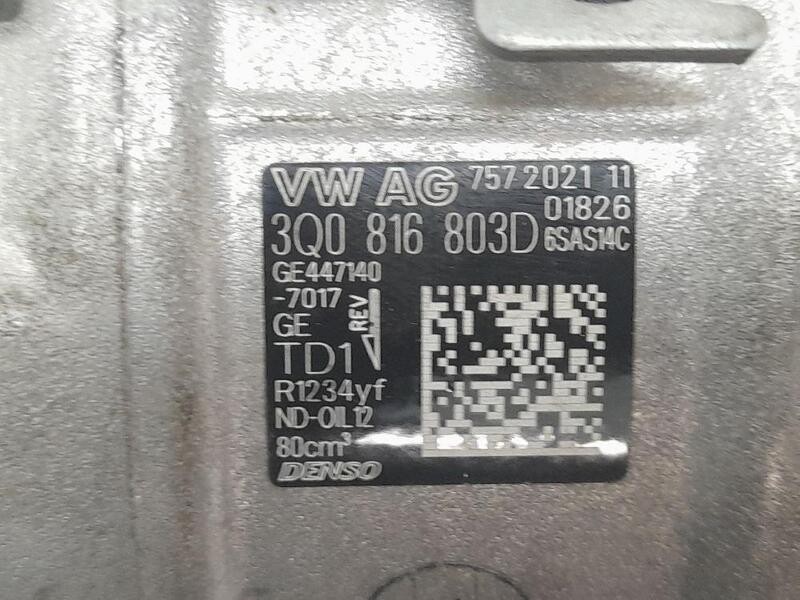 VW AG 757 2021 11
01826
3Q0 816 803D 6SAS14C
GE447140
-7017
REV
GE
TD1
R1234yf
ND-OIL12
80cm³
DENSO